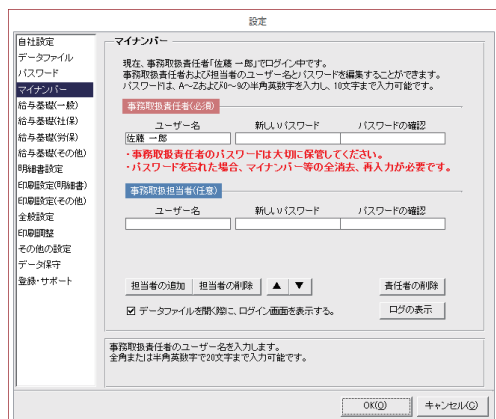 設定
自社設定
データファイル
パスワード
マイナンバー
給与基礎(一般)
給与基礎(社保)
給与基礎(労保)
給与基礎(その他)
明細書設定
印刷設定(明細書)
印刷設定(その他)
全般設定
印刷調整
その他の設定
データ保守
登録・サポート
マイナンバー
現在、事務取扱責任者「佐藤 一郎」でログイン中です。
事務取扱責任者および担当者のユーザー名とパスワードを編集することができます。
パスワードは、A～Zおよび0～9の半角英数字を入力し、10文字まで入力可能です。
事務取扱責任者(必須)
ユーザー名 新しいパスワード パスワードの確認
佐藤 一郎
・事務取扱責任者のパスワードは大切に保管してください。
・パスワードを忘れた場合、マイナンバー等の全消去、再入力が必要です。
事務取扱担当者(任意)
ユーザー名 新しいパスワード パスワードの確認
担当者の追加 担当者の削除 ▲ ▼ 責任者の削除
データファイルを開く際に、ログイン画面を表示する。 ログの表示
事務取扱責任者のユーザー名を入力します。
全角または半角英数字で20文字まで入力可能です。
OK(O) キャンセル(C)